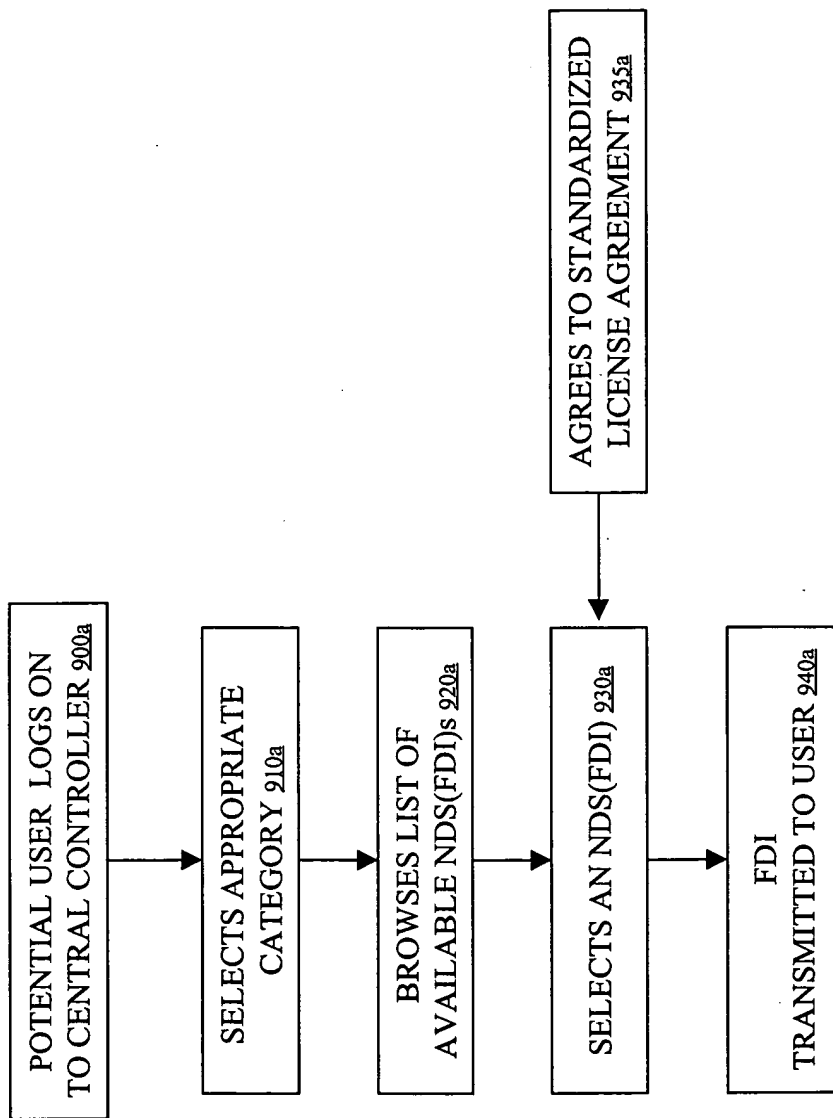 POTENTIAL USER LOGS ON
TO CENTRAL CONTROLLER 900a
SELECTS APPROPRIATE
CATEGORY 910a
BROWSES LIST OF
AVAILABLE NDS(FDI)s 920a
SELECTS AN NDS(FDI) 930a
AGREES TO STANDARDIZED
LICENSE AGREEMENT 935a
FDI
TRANSMITTED TO USER 940a